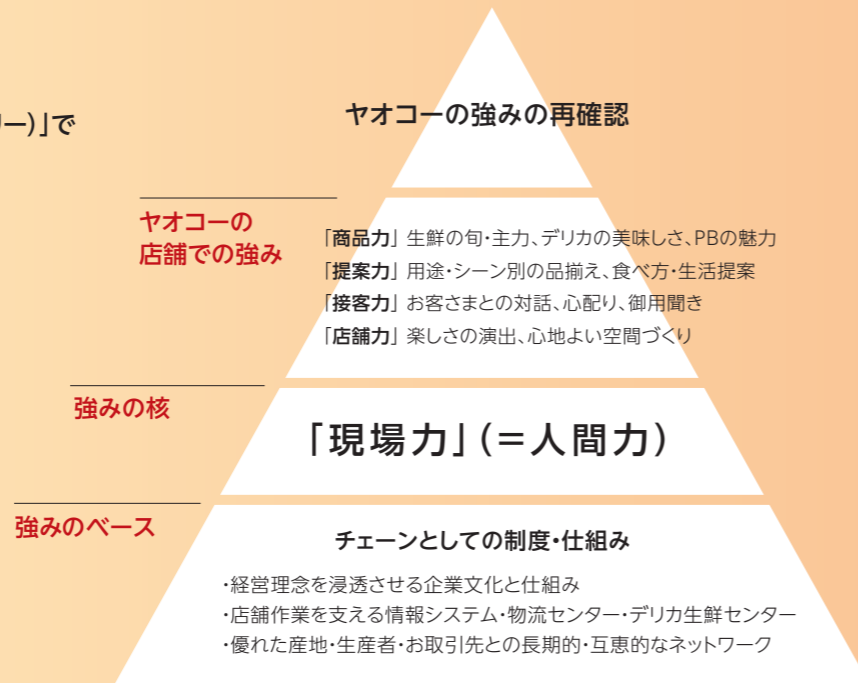 リー)」で
ヤオコーの強みの再確認
ヤオコーの
店舗での強み
「商品力」 生鮮の旬・主力、デリカの美味しさ、PBの魅力
「提案力」 用途・シーン別の品揃え、食べ方・生活提案
「接客力」 お客さまとの対話、心配り、御用聞き
「店舗力」 楽しさの演出、心地よい空間づくり
強みの核
「現場力」(=人間力)
強みのベース
チェーンとしての制度・仕組み
・経営理念を浸透させる企業文化と仕組み
・店舗作業を支える情報システム・物流センター・デリカ生鮮センター
・優れた産地・生産者・お取引先との長期的・互恵的なネットワーク